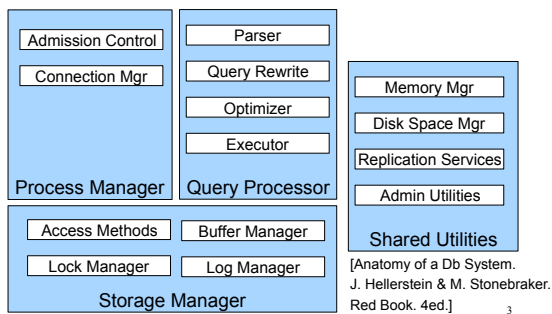 Admission Control
Connection Mgr
Process Manager
Parser
Query Rewrite
Optimizer
Executor
Query Processor
Memory Mgr
Disk Space Mgr
Replication Services
Admin Utilities
Shared Utilities
Access Methods
Buffer Manager
Lock Manager
Log Manager
Storage Manager
[Anatomy of a Db System.
J. Hellerstein & M. Stonebraker.
Red Book. 4ed.]
3